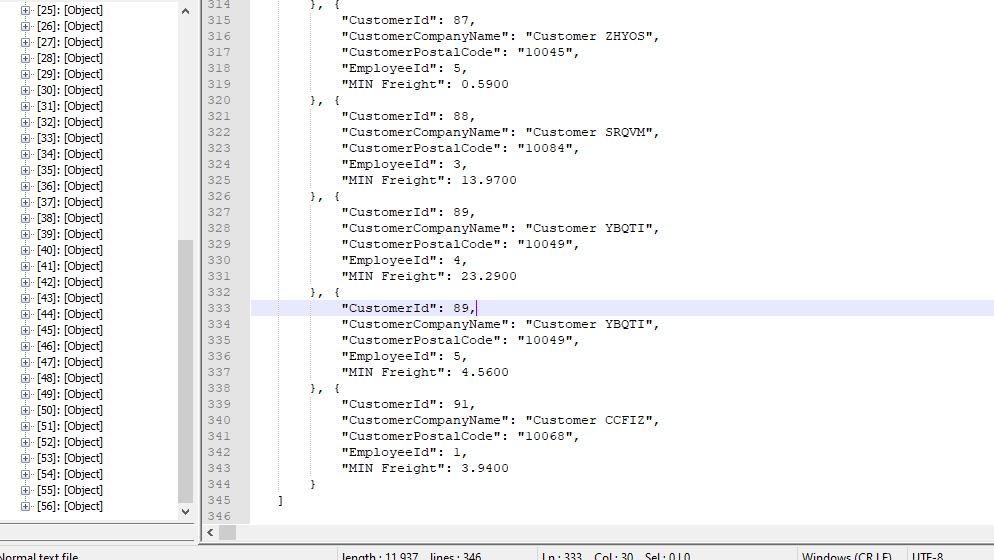 [25]: [Object]
[26]: [Object]
[27]: [Object]
[28]: [Object]
[29]: [Object]
[30]: [Object]
[31]: [Object]
[32]: [Object]
[33]: [Object]
[34]: [Object]
[35]: [Object]
[36]: [Object]
[37]: [Object]
[38]: [Object]
[39]: [Object]
[40]: [Object]
[41]: [Object]
[42]: [Object]
[43]: [Object]
[44]: [Object]
[45]: [Object]
[46]: [Object]
[47]: [Object]
[48]: [Object]
[49]: [Object]
[50]: [Object]
[51]: [Object]
[52]: [Object]
[53]: [Object]
[54]: [Object]
[55]: [Object]
[56]: [Object]
314 }, {
315 "CustomerId": 87,
316 "CustomerCompanyName": "Customer ZHYOS",
317 "CustomerPostalCode": "10045",
318 "EmployeeId": 5,
319 "MIN Freight": 0.5900
320 }, {
321 "CustomerId": 88,
322 "CustomerCompanyName": "Customer SRQVM",
323 "CustomerPostalCode": "10084",
324 "EmployeeId": 3,
325 "MIN Freight": 13.9700
326 }, {
327 "CustomerId": 89,
328 "CustomerCompanyName": "Customer YBQTI",
329 "CustomerPostalCode": "10049",
330 "EmployeeId": 4,
331 "MIN Freight": 23.2900
332 }, {
333 "CustomerId": 89,
334 "CustomerCompanyName": "Customer YBQTI",
335 "CustomerPostalCode": "10049",
336 "EmployeeId": 5,
337 "MIN Freight": 4.5600
338 }, {
339 "CustomerId": 91,
340 "CustomerCompanyName": "Customer CCFIZ",
341 "CustomerPostalCode": "10068",
342 "EmployeeId": 1,
343 "MIN Freight": 3.9400
344 }
345 ]
346
Normal text file length : 11,937 lines : 346 Ln : 333 Col : 30 Sel : 0 | 0 Windows (CR LF) UTF-8